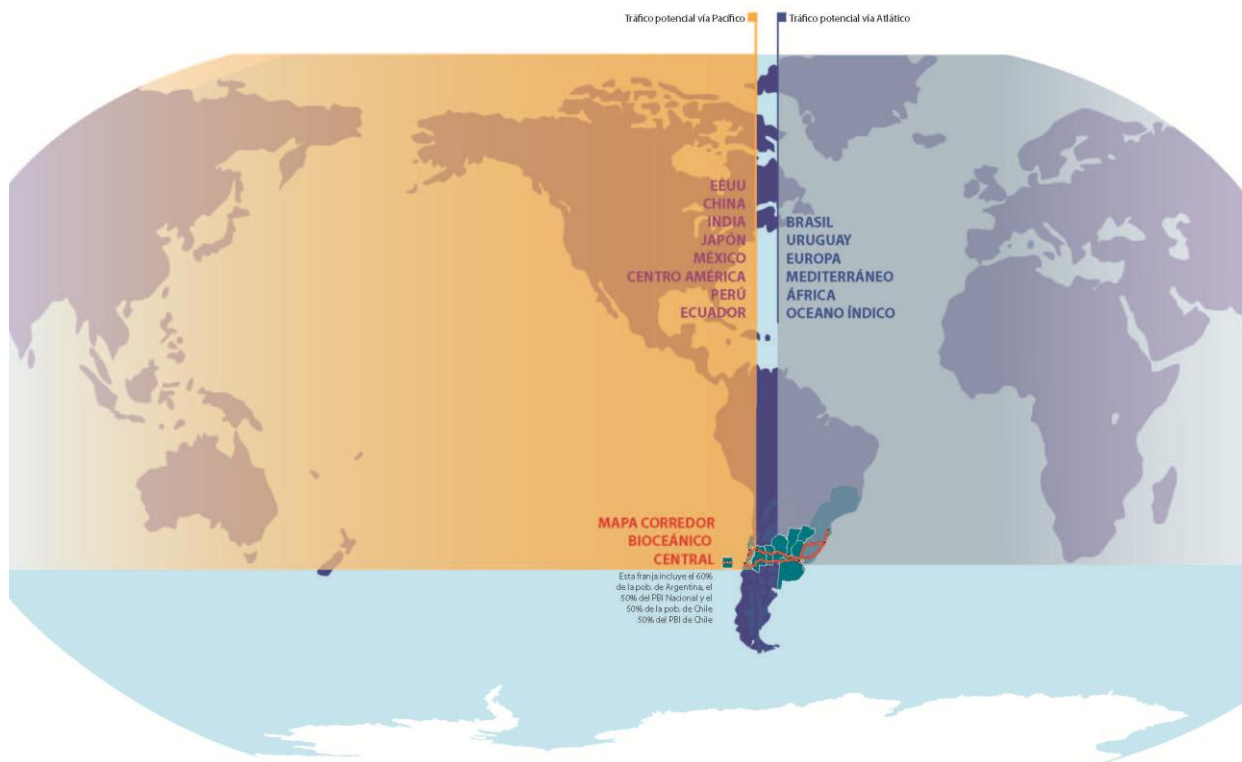 Tráfico potencial vía Pacífico
Tráfico potencial vía Atlático
EEUU
CHINA
INDIA
JAPÓN
MÉXICO
CENTRO AMÉRICA
PERÚ
ECUADOR
BRASIL
URUGUAY
EUROPA
MEDITERRÁNEO
ÁFRICA
OCEANO ÍNDICO
MAPA CORREDOR
BIOCEÁNICO
CENTRAL
Esta franja incluye el 60%
de la pob. de Argentina, el
50% del PBI Nacional y el
50% de la pob. de Chile
50% del PBI de Chile